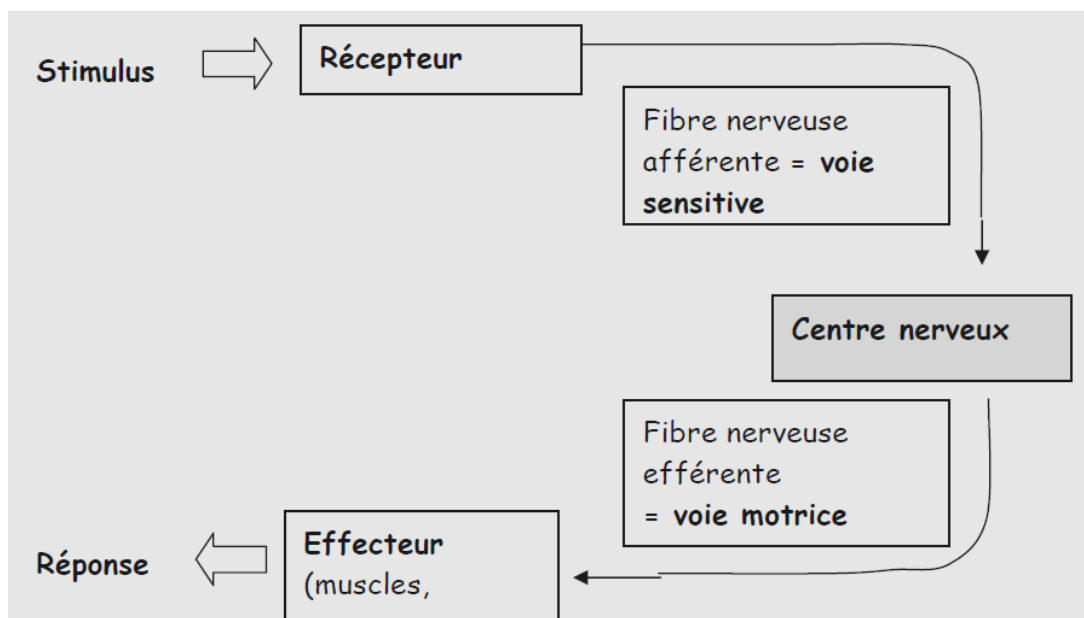 Stimulus
Récepteur
Fibre nerveuse
afférente = voie
sensitive
Centre nerveux
Fibre nerveuse
efférente
= voie motrice
Effecteur
(muscles,
Réponse